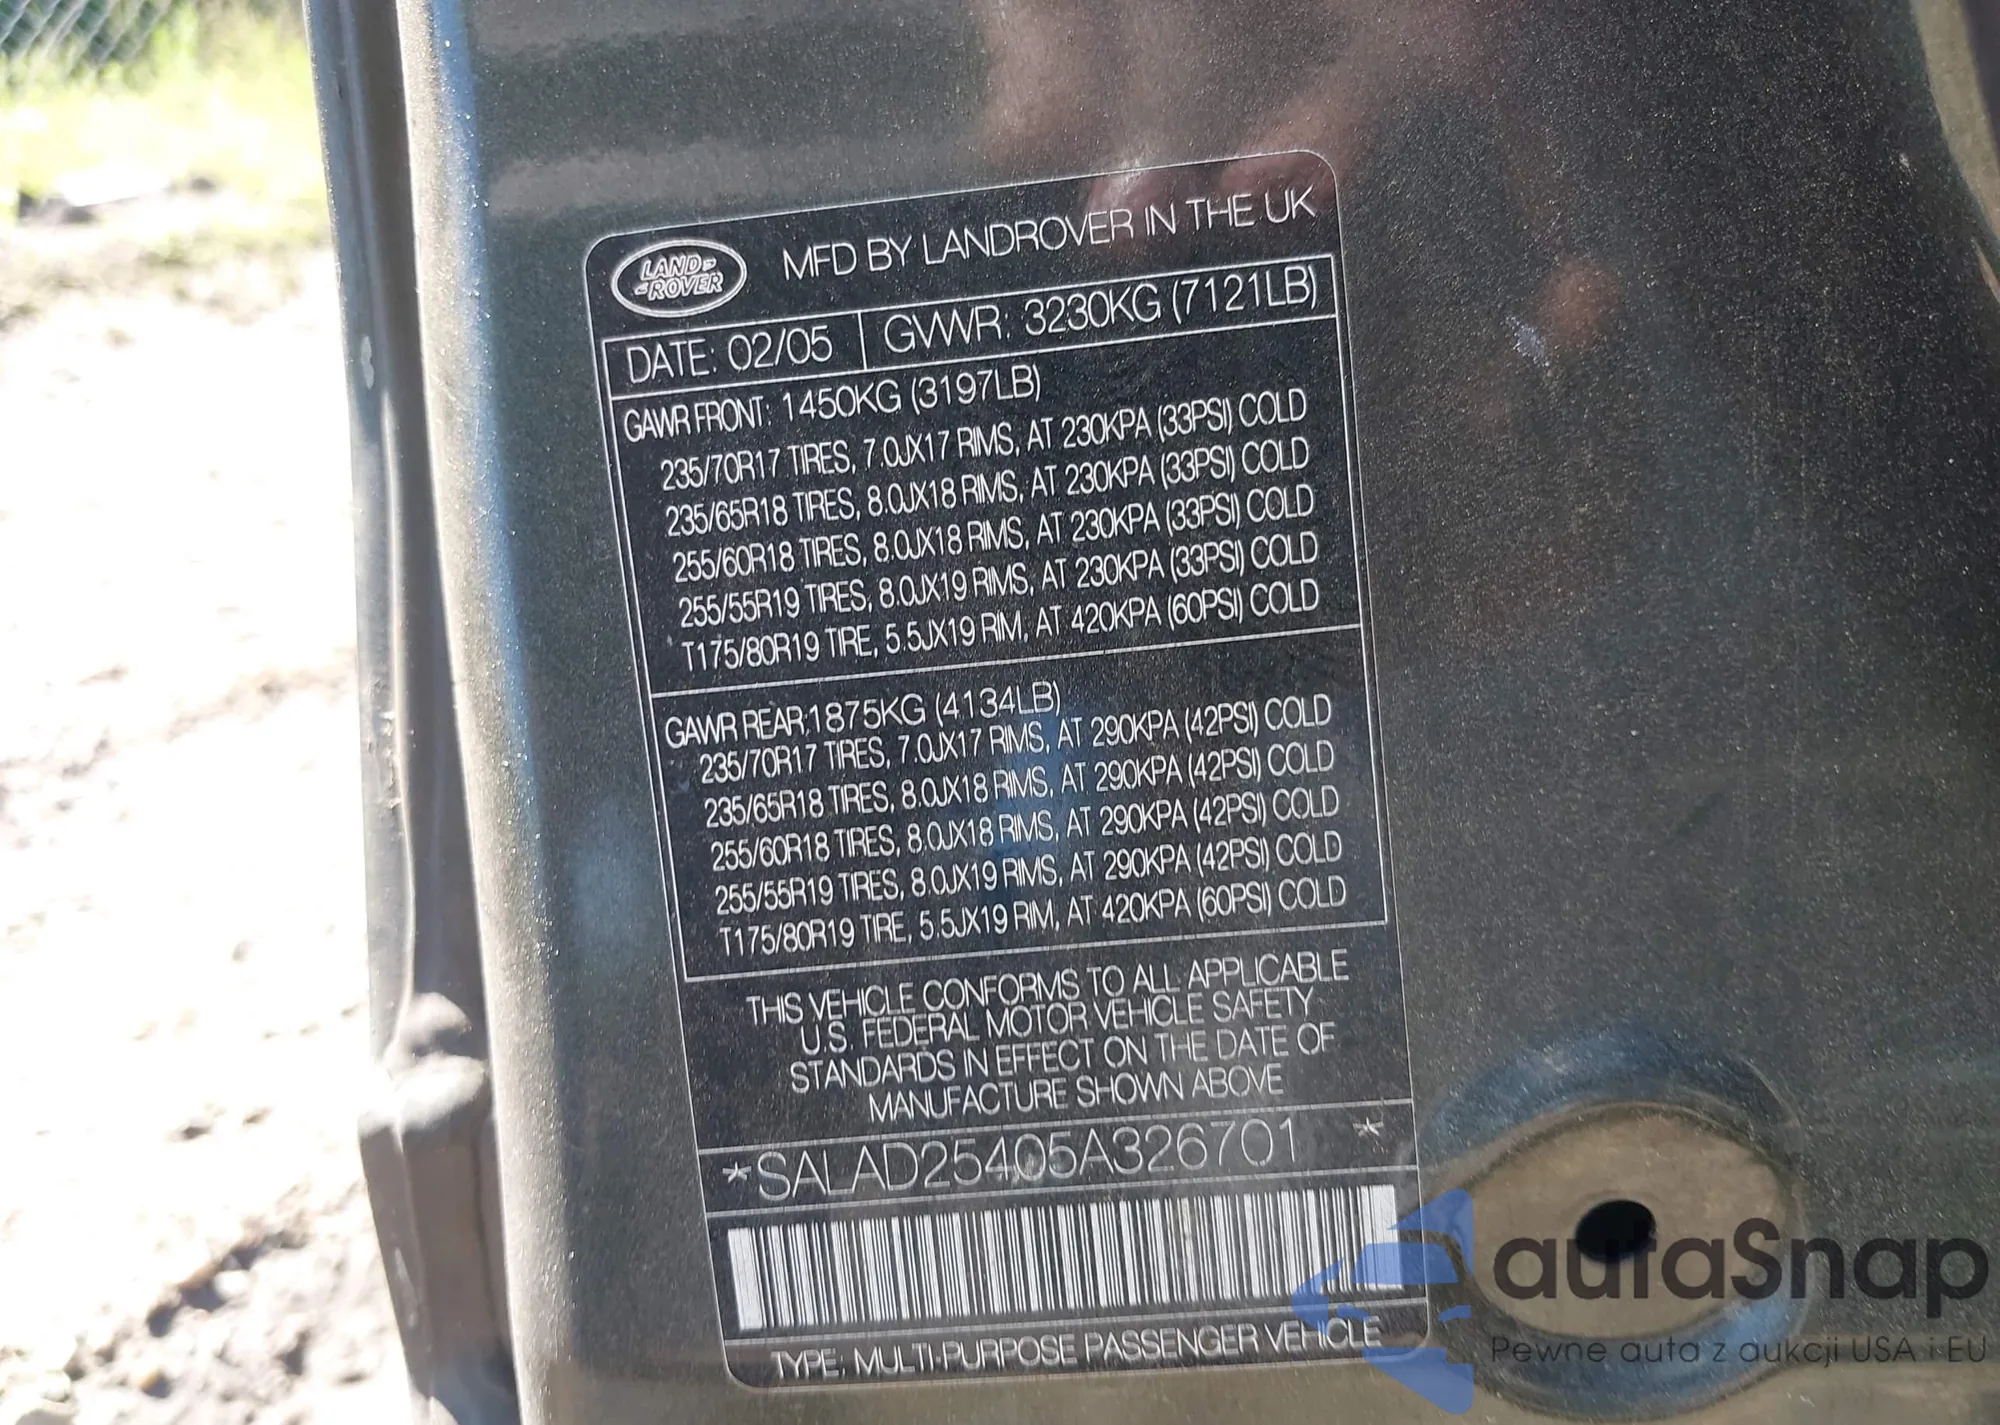 LAND ROVER
MFD BY LANDROVER IN THE UK
DATE: 02/05 GVWR: 3230KG (7121LB)
GAWR FRONT: 1450KG (3197LB)
235/70R17 TIRES, 7.0JX17 RIMS, AT 230KPA (33PSI) COLD
235/65R18 TIRES, 8.0JX18 RIMS, AT 230KPA (33PSI) COLD
255/60R18 TIRES, 8.0JX18 RIMS, AT 230KPA (33PSI) COLD
255/55R19 TIRES, 8.0JX19 RIMS, AT 230KPA (33PSI) COLD
T175/80R19 TIRE, 5.5JX19 RIM, AT 420KPA (60PSI) COLD
GAWR REAR: 1875KG (4134LB)
235/70R17 TIRES, 7.0JX17 RIMS, AT 290KPA (42PSI) COLD
235/65R18 TIRES, 8.0JX18 RIMS, AT 290KPA (42PSI) COLD
255/60R18 TIRES, 8.0JX18 RIMS, AT 290KPA (42PSI) COLD
255/55R19 TIRES, 8.0JX19 RIMS, AT 290KPA (42PSI) COLD
T175/80R19 TIRE, 5.5JX19 RIM, AT 420KPA (60PSI) COLD
THIS VEHICLE CONFORMS TO ALL APPLICABLE
U.S. FEDERAL MOTOR VEHICLE SAFETY
STANDARDS IN EFFECT ON THE DATE OF
MANUFACTURE SHOWN ABOVE
*SALAD25405A326701 *
TYPE: MULTI-PURPOSE PASSENGER VEHICLE
autaSnap
Pewne auta z aukcji USA i EU